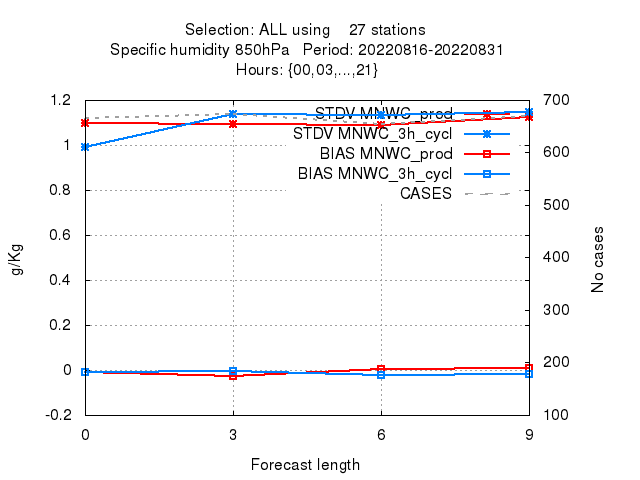 Selection: ALL using 27 stations
Specific humidity 850hPa Period: 20220816-20220831
Hours: {00,03,...,21}
1.2
1
0.8
0.6
0.4
0.2
0
-0.2
g/Kg
STDV MNWC_prod
STDV MNWC_3h_cycl
BIAS MNWC_prod
BIAS MNWC_3h_cycl
CASES
700
600
500
400
300
200
100
No cases
0 3 6 9
Forecast length